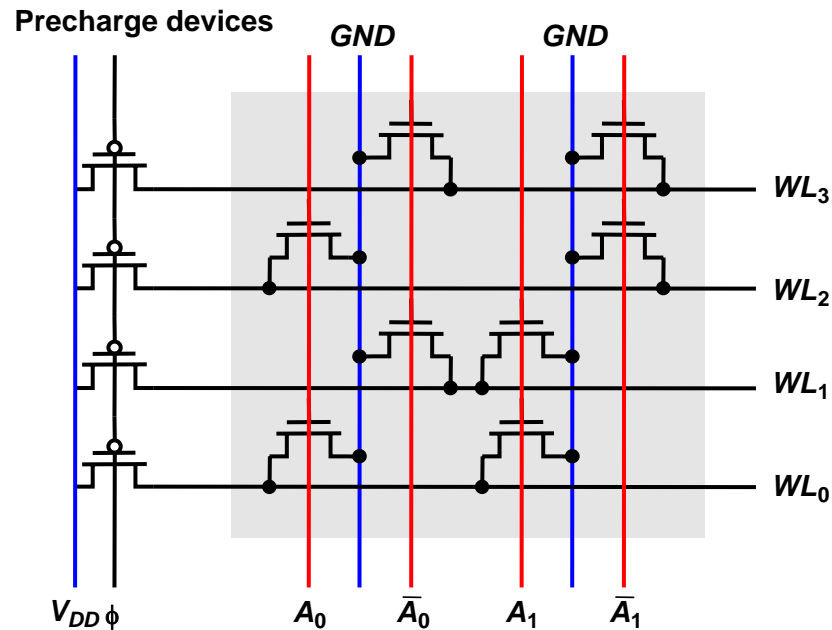 Precharge devices
GND GND
WL3
WL2
WL1
WL0
VDD ϕ A0 A̅0 A1 A̅1